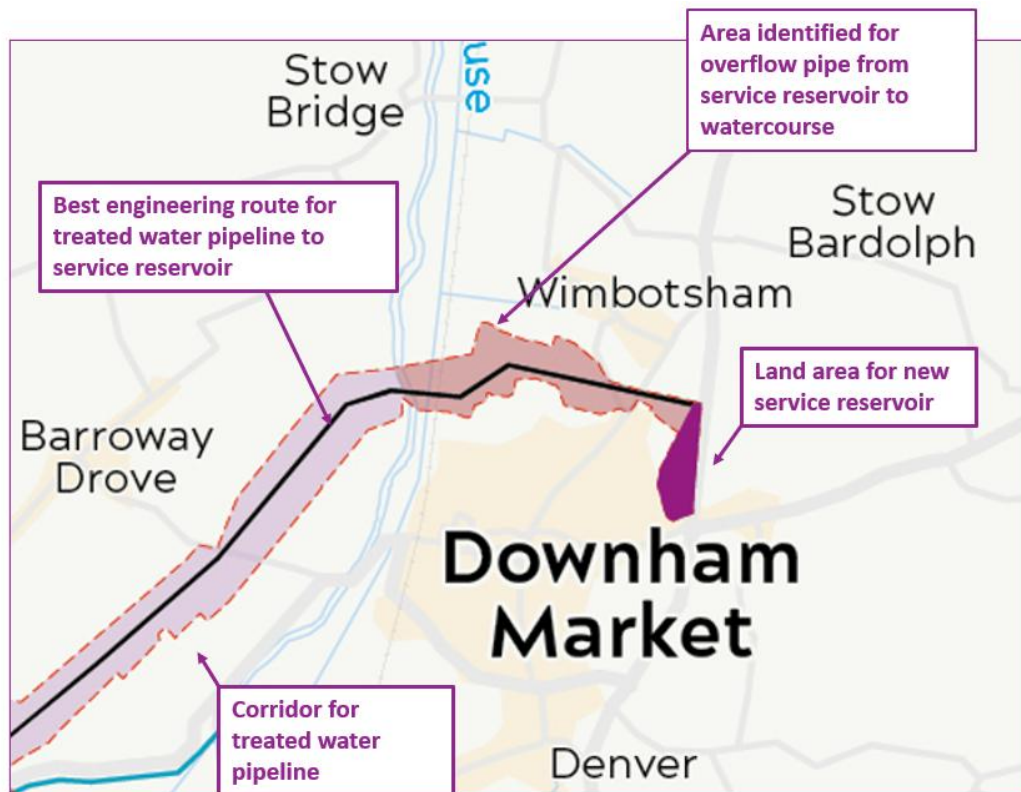 Area identified for
overflow pipe from
service reservoir to
watercourse
Stow
Bridge
use
Best engineering route for
treated water pipeline to
service reservoir
Stow
Bardolph
Wimbotsham
Land area for new
service reservoir
Barroway
Drove
Downham
Market
Corridor for
treated water
pipeline
Denver